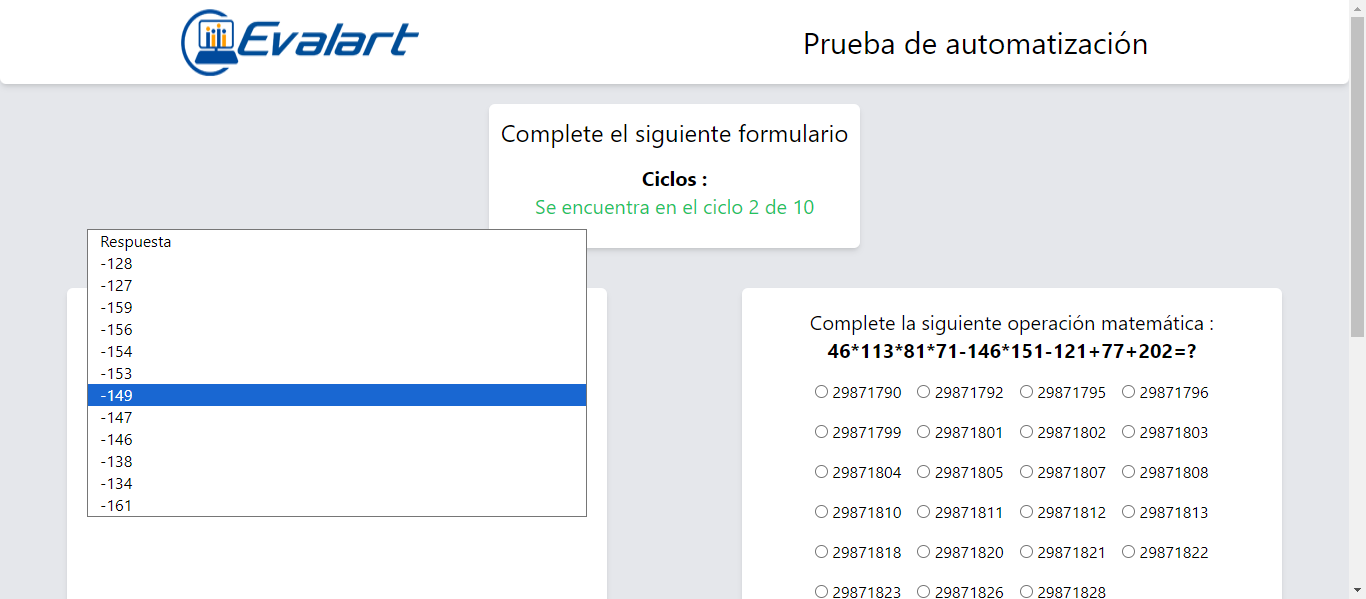 Evalart
Prueba de automatización
Complete el siguiente formulario
Ciclos :
Se encuentra en el ciclo 2 de 10
Respuesta
-128
-127
-159
-156
-154
-153
-149
-147
-146
-138
-134
-161
Complete la siguiente operación matemática :
46*113*81*71-146*151-121+77+202=?
29871790 29871792 29871795 29871796
29871799 29871801 29871802 29871803
29871804 29871805 29871807 29871808
29871810 29871811 29871812 29871813
29871818 29871820 29871821 29871822
29871823 29871826 29871828